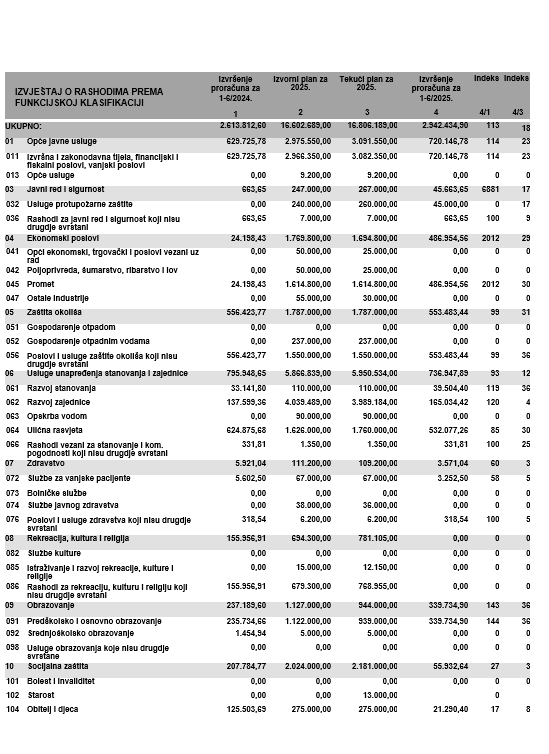 IZVJEŠTAJ O RASHODIMA PREMA FUNKCIJSKOJ KLASIFIKACIJI Izvršenje proračuna za 1-6/2024. Izvorni plan za 2025. Tekući plan za 2025. Izvršenje proračuna za 1-6/2025. Indeks Indeks
1 2 3 4 4/1 4/3
UKUPNO: 2.613.812,60 16.602.689,00 16.806.189,00 2.942.434,90 113 18
01 Opće javne usluge 629.725,78 2.975.550,00 3.091.550,00 720.146,78 114 23
011 Izvršna i zakonodavna tijela, financijski i fiskalni poslovi, vanjski poslovi 629.725,78 2.966.350,00 3.082.350,00 720.146,78 114 23
013 Opće usluge 0,00 9.200,00 9.200,00 0,00 0 0
03 Javni red i sigurnost 663,65 247.000,00 267.000,00 45.663,65 6881 17
032 Usluge protupožarne zaštite 0,00 240.000,00 260.000,00 45.000,00 0 17
036 Rashodi za javni red i sigurnost koji nisu drugdje svrstani 663,65 7.000,00 7.000,00 663,65 100 9
04 Ekonomski poslovi 24.198,43 1.769.800,00 1.694.800,00 486.954,56 2012 29
041 Opći ekonomski, trgovački i poslovi vezani uz rad 0,00 50.000,00 25.000,00 0,00 0 0
042 Poljoprivreda, šumarstvo, ribarstvo i lov 0,00 50.000,00 25.000,00 0,00 0 0
045 Promet 24.198,43 1.614.800,00 1.614.800,00 486.954,56 2012 30
047 Ostale industrije 0,00 55.000,00 30.000,00 0,00 0 0
05 Zaštita okoliša 556.423,77 1.787.000,00 1.787.000,00 553.483,44 99 31
051 Gospodarenje otpadom 0,00 0,00 0,00 0,00 0 0
052 Gospodarenje otpadnim vodama 0,00 237.000,00 237.000,00 0,00 0 0
056 Poslovi i usluge zaštite okoliša koji nisu drugdje svrstani 556.423,77 1.550.000,00 1.550.000,00 553.483,44 99 36
06 Usluge unapređenja stanovanja i zajednice 795.948,65 5.866.839,00 5.950.534,00 736.947,89 93 12
061 Razvoj stanovanja 33.141,80 110.000,00 110.000,00 39.504,40 119 36
062 Razvoj zajednice 137.599,36 4.039.489,00 3.989.184,00 165.034,42 120 4
063 Opskrba vodom 0,00 90.000,00 90.000,00 0,00 0 0
064 Ulična rasvjeta 624.875,68 1.626.000,00 1.760.000,00 532.077,26 85 30
066 Rashodi vezani za stanovanje i kom. pogodnosti koji nisu drugdje svrstani 331,81 1.350,00 1.350,00 331,81 100 25
07 Zdravstvo 5.921,04 111.200,00 109.200,00 3.571,04 60 3
072 Službe za vanjske pacijente 5.602,50 67.000,00 67.000,00 3.252,50 58 5
073 Bolničke službe 0,00 0,00 0,00 0,00 0 0
074 Službe javnog zdravstva 0,00 38.000,00 36.000,00 0,00 0 0
076 Poslovi i usluge zdravstva koji nisu drugdje svrstani 318,54 6.200,00 6.200,00 318,54 100 5
08 Rekreacija, kultura i religija 155.956,91 694.300,00 781.105,00 0,00 0 0
082 Službe kulture 0,00 0,00 0,00 0,00 0 0
085 Istraživanje i razvoj rekreacije, kulture i religije 0,00 15.000,00 12.150,00 0,00 0 0
086 Rashodi za rekreaciju, kulturu i religiju koji nisu drugdje svrstani 155.956,91 679.300,00 768.955,00 0,00 0 0
09 Obrazovanje 237.189,60 1.127.000,00 944.000,00 339.734,90 143 36
091 Predškolsko i osnovno obrazovanje 235.734,66 1.122.000,00 939.000,00 339.734,90 144 36
092 Srednjoškolsko obrazovanje 1.454,94 5.000,00 5.000,00 0,00 0 0
098 Usluge obrazovanja koje nisu drugdje svrstane 0,00 0,00 0,00 0,00 0 0
10 Socijalna zaštita 207.784,77 2.024.000,00 2.181.000,00 55.932,64 27 3
101 Bolest i invaliditet 0,00 0,00 0,00 0,00 0 0
102 Starost 0,00 0,00 13.000,00 0
104 Obitelj i djeca 125.503,69 275.000,00 275.000,00 21.290,40 17 8